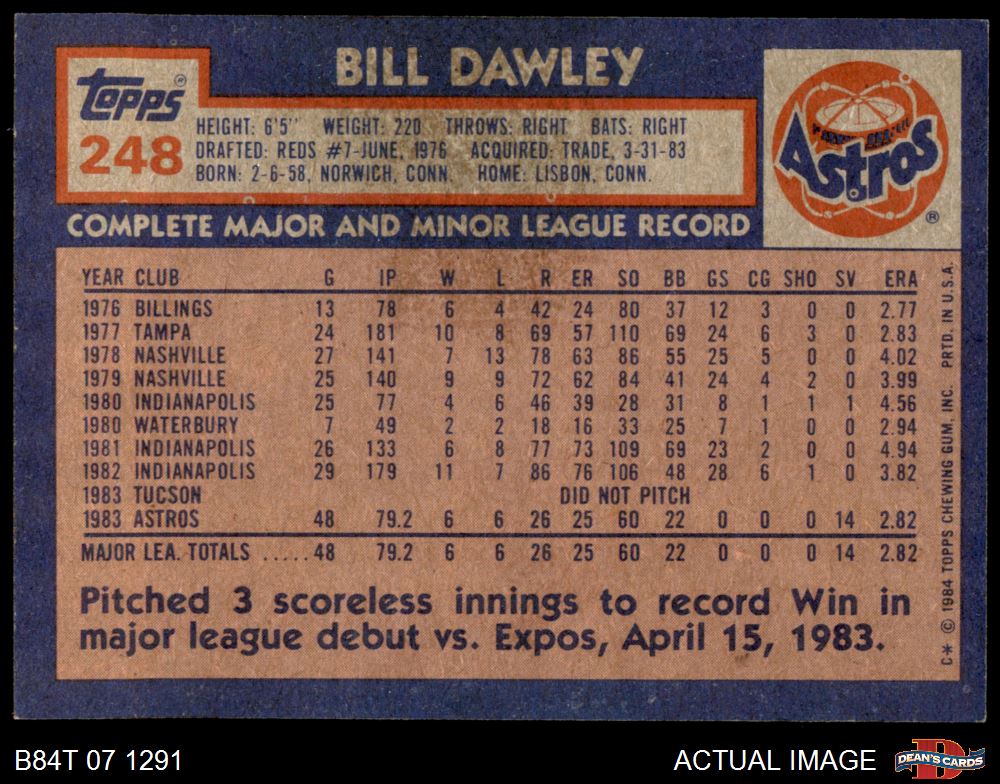 BILL DAWLEY
TOPPS®
248
HEIGHT: 6'5" WEIGHT: 220 THROWS: RIGHT BATS: RIGHT
DRAFTED: REDS #7-JUNE, 1976 ACQUIRED: TRADE, 3-31-83
BORN: 2-6-58, NORWICH, CONN. HOME: LISBON, CONN.
Astros
®
COMPLETE MAJOR AND MINOR LEAGUE RECORD
YEAR CLUB G IP W L R ER SO BB GS CG SHO SV ERA
1976 BILLINGS 13 78 6 4 42 24 80 37 12 3 0 0 2.77
1977 TAMPA 24 181 10 8 69 57 110 69 24 6 3 0 2.83
1978 NASHVILLE 27 141 7 13 78 63 86 55 25 5 0 0 4.02
1979 NASHVILLE 25 140 9 9 72 62 84 41 24 4 2 0 3.99
1980 INDIANAPOLIS 25 77 4 6 46 39 28 31 8 1 1 1 4.56
1980 WATERBURY 7 49 2 2 18 16 33 25 7 1 0 0 2.94
1981 INDIANAPOLIS 26 133 6 8 77 73 109 69 23 2 0 0 4.94
1982 INDIANAPOLIS 29 179 11 7 86 76 106 48 28 6 1 0 3.82
1983 TUCSON DID NOT PITCH
1983 ASTROS 48 79.2 6 6 26 25 60 22 0 0 0 14 2.82
MAJOR LEA. TOTALS .....48 79.2 6 6 26 25 60 22 0 0 0 14 2.82
Pitched 3 scoreless innings to record Win in
major league debut vs. Expos, April 15, 1983.
C* © 1984 TOPPS CHEWING GUM, INC. PRTD. IN U.S.A.
B84T 07 1291
ACTUAL IMAGE
DEAN'S CARDS